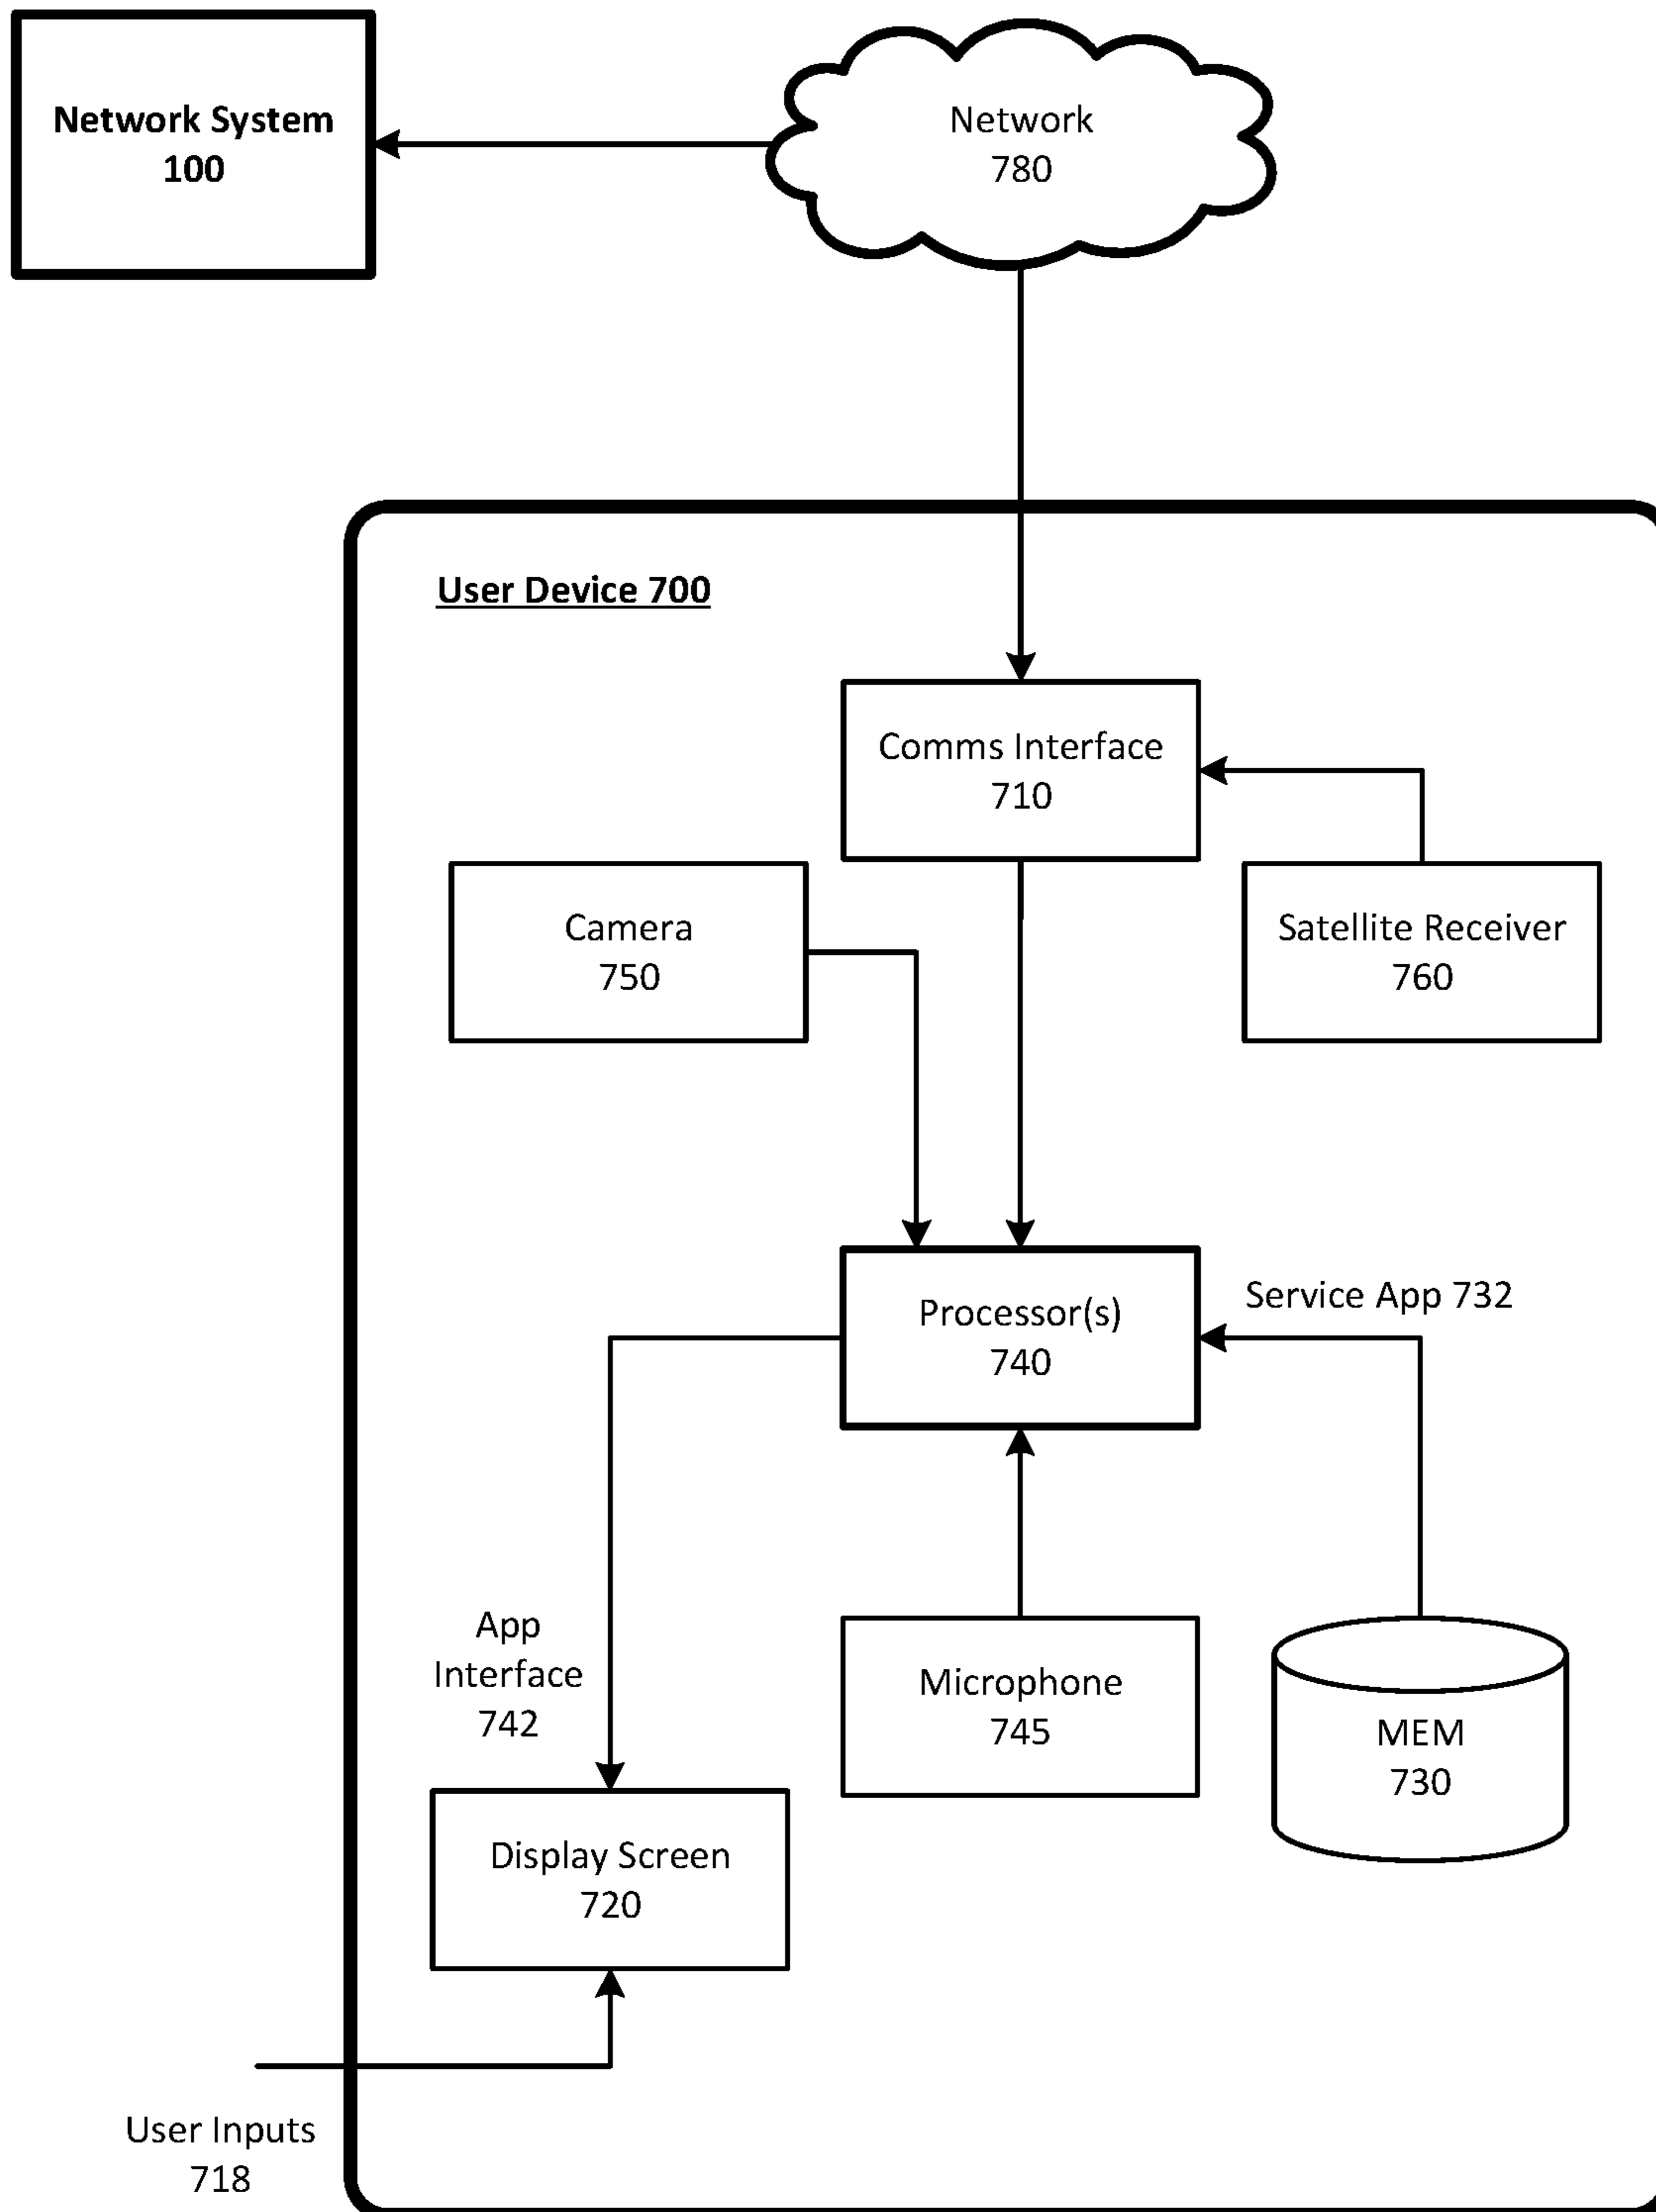 Network System
100
Network
780
User Device 700
Comms Interface
710
Camera
750
Satellite Receiver
760
Processor(s)
740
Service App 732
App
Interface
742
Microphone
745
MEM
730
Display Screen
720
User Inputs
718